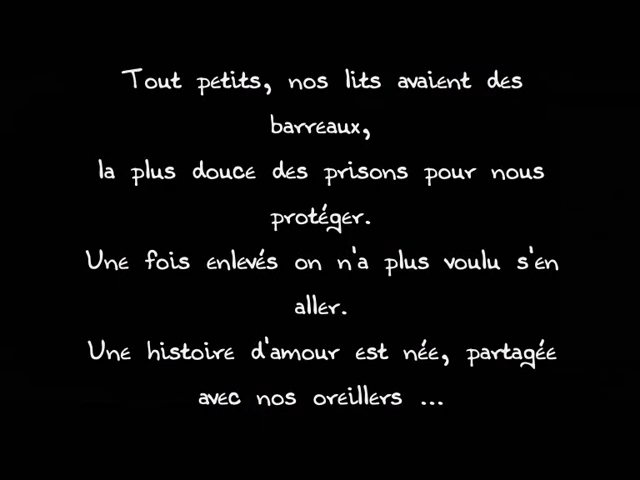 Tout petits, nos lits avaient des
barreaux,
la plus douce des prisons pour nous
protéger.
Une fois enlevés on n'a plus voulu s'en
aller.
Une histoire d'amour est née, partagée
avec nos oreillers ...